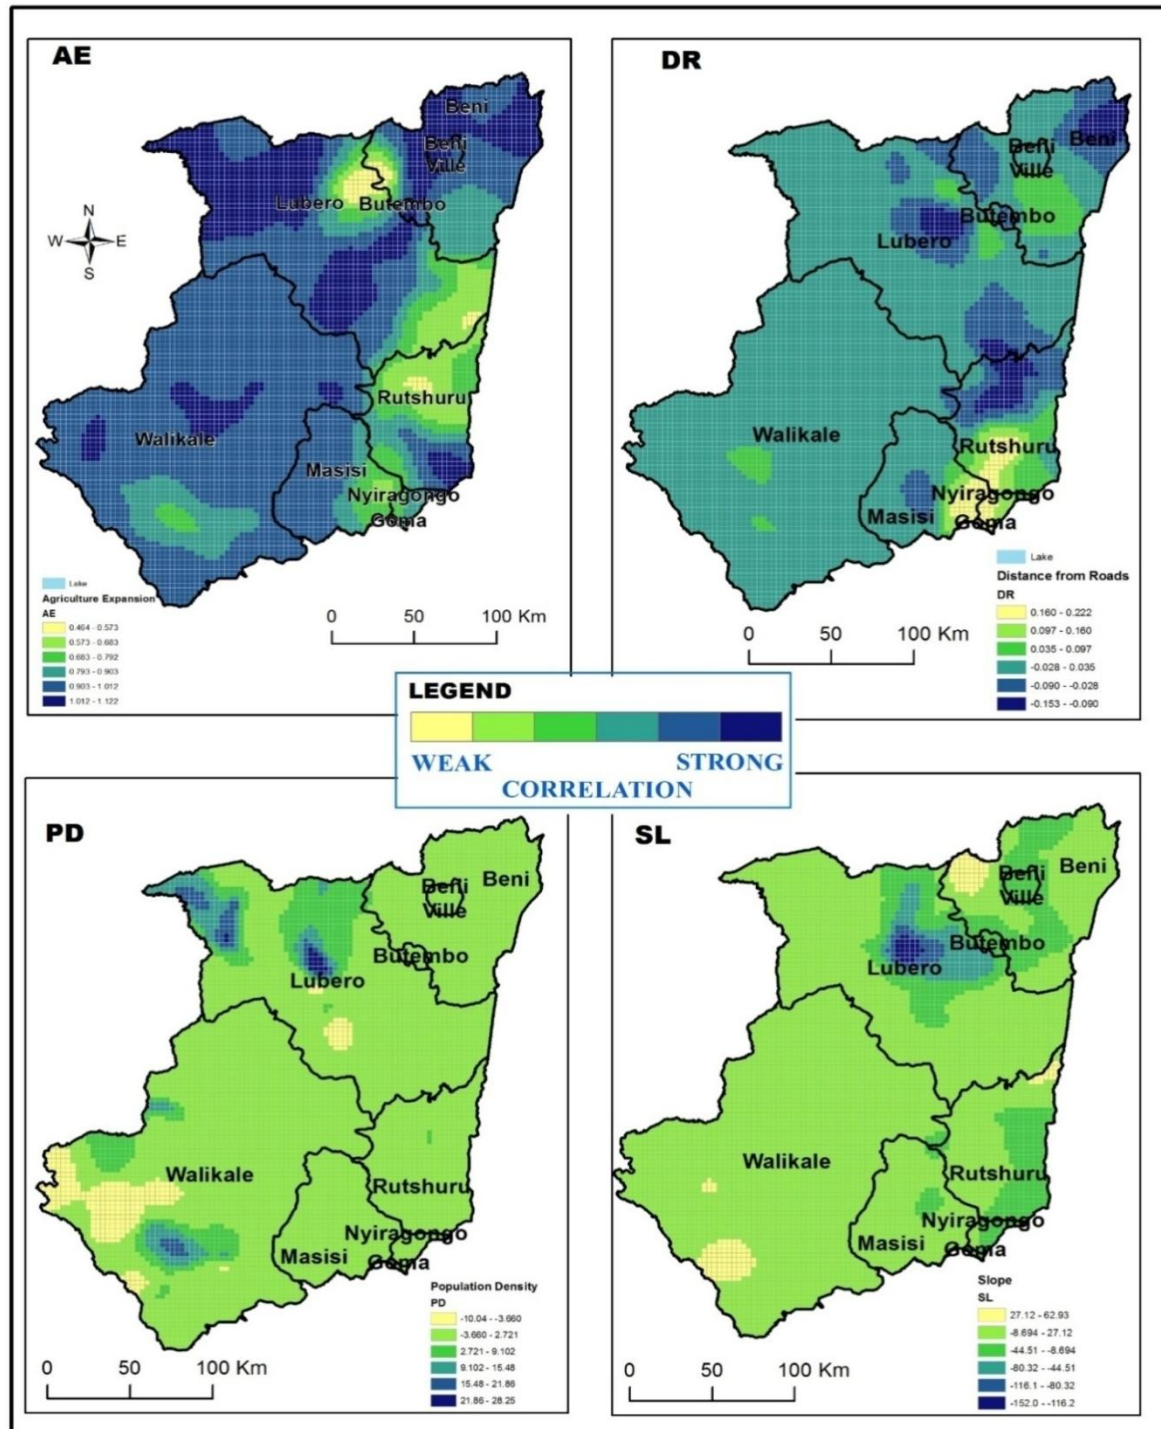 AE
Beni
Befli
Ville
Lubero
Butembo
N
W
E
S
Rutshuru
Walikale
Masisi
Nyiragongo
Goma
Lake
Agriculture Expansion
AE
0.464 - 0.573
0.573 - 0.683
0.683 - 0.792
0.793 - 0.903
0.903 - 1.012
1.012 - 1.122
0 50 100 Km
DR
Beni
Befli
Ville
Butembo
Lubero
Walikale
Rutshuru
Nyiragongo
Masisi
Goma
Lake
Distance from Roads
DR
0.160 - 0.222
0.097 - 0.160
0.035 - 0.097
-0.028 - 0.035
-0.090 - -0.028
-0.153 - -0.090
0 50 100 Km
LEGEND
WEAK STRONG
CORRELATION
PD
Befli
Ville
Beni
Butembo
Lubero
Walikale
Rutshuru
Nyiragongo
Masisi
Goma
Population Density
PD
-10.04 - -3.660
-3.660 - 2.721
2.721 - 9.102
9.102 - 15.48
15.48 - 21.86
21.86 - 28.25
0 50 100 Km
SL
Befli
Ville
Beni
Butembo
Lubero
Walikale
Rutshuru
Nyiragongo
Masisi
Goma
Slope
SL
27.12 - 62.93
-8.694 - 27.12
-44.51 - -8.694
-80.32 - -44.51
-116.1 - -80.32
-152.0 - -116.2
0 50 100 Km